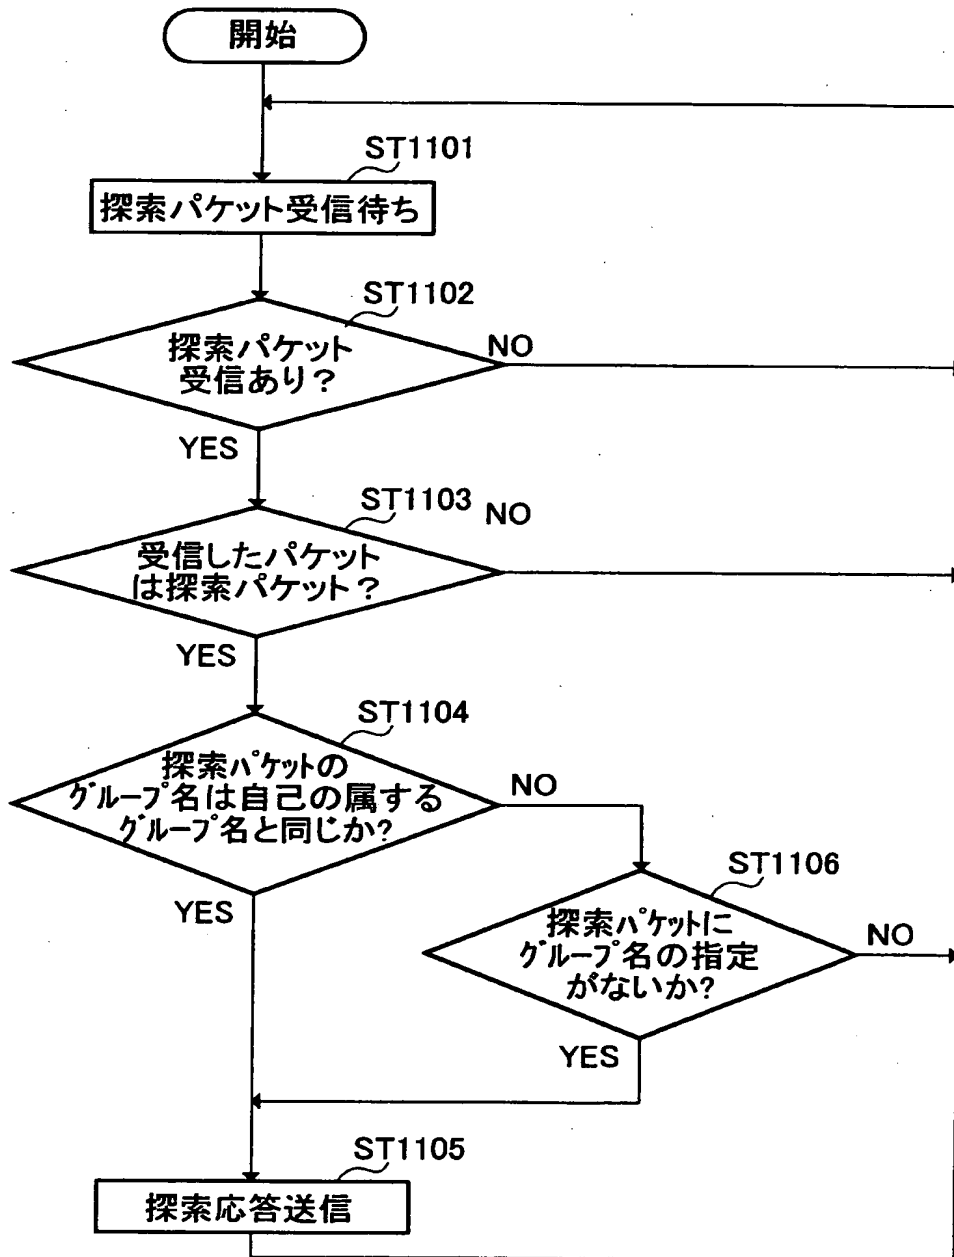 開始
ST1101
探索パケット受信待ち
ST1102
探索パケット
受信あり？
NO
YES
ST1103
NO
受信したパケット
は探索パケット？
YES
ST1104
探索ﾊﾟｹｯﾄの
ｸﾞﾙｰﾌﾟ名は自己の属する
ｸﾞﾙｰﾌﾟ名と同じか?
NO
YES
ST1106
探索ﾊﾟｹｯﾄに
ｸﾞﾙｰﾌﾟ名の指定
がないか?
NO
YES
ST1105
探索応答送信